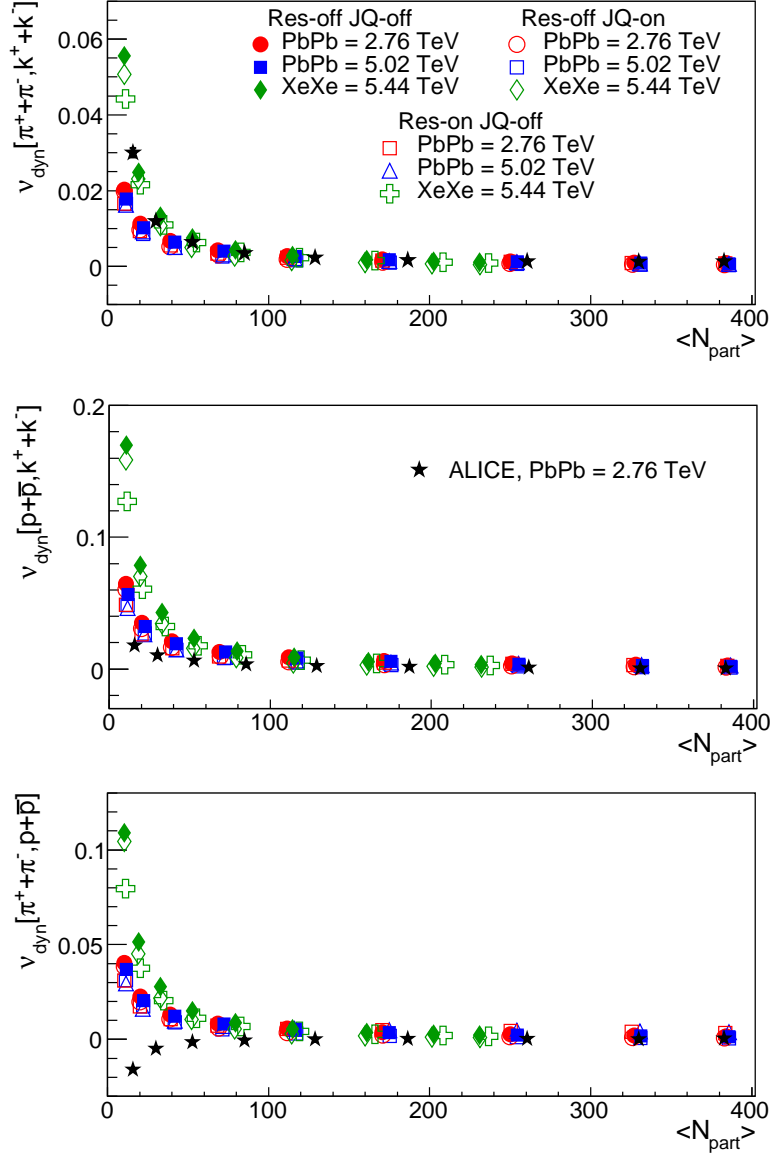 Res-off JQ-off Res-off JQ-on
PbPb = 2.76 TeV PbPb = 2.76 TeV
PbPb = 5.02 TeV PbPb = 5.02 TeV
XeXe = 5.44 TeV XeXe = 5.44 TeV
Res-on JQ-off
PbPb = 2.76 TeV
PbPb = 5.02 TeV
XeXe = 5.44 TeV
ν_dyn[π⁺+π⁻,k⁺+k⁻]
0.06
0.04
0.02
0
0 100 200 300 400
<N_part>
ν_dyn[p+p̅,k⁺+k⁻]
0.2
0.1
0
ALICE, PbPb = 2.76 TeV
0 100 200 300 400
<N_part>
ν_dyn[π⁺+π⁻,p+p̅]
0.1
0.05
0
0 100 200 300 400
<N_part>